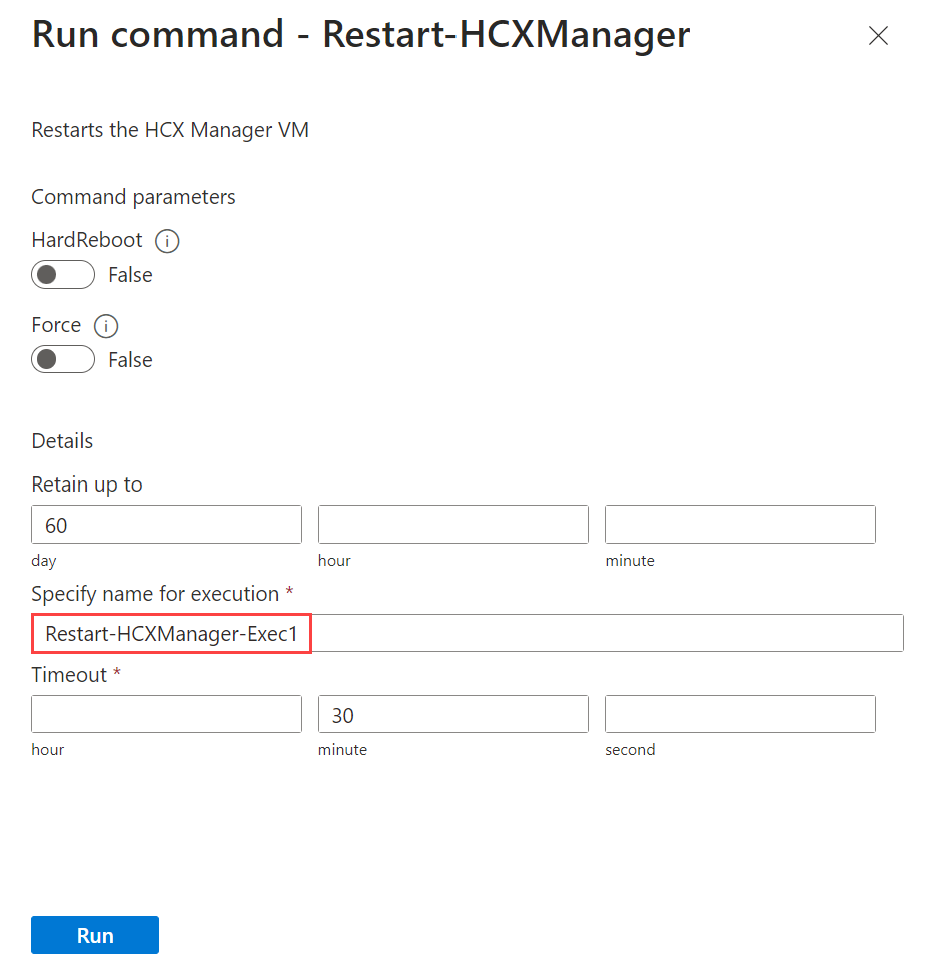 Run command - Restart-HCXManager
Restarts the HCX Manager VM
Command parameters
HardReboot
False
Force
False
Details
Retain up to
60
day hour minute
Specify name for execution *
Restart-HCXManager-Exec1
Timeout *
30
hour minute second
Run